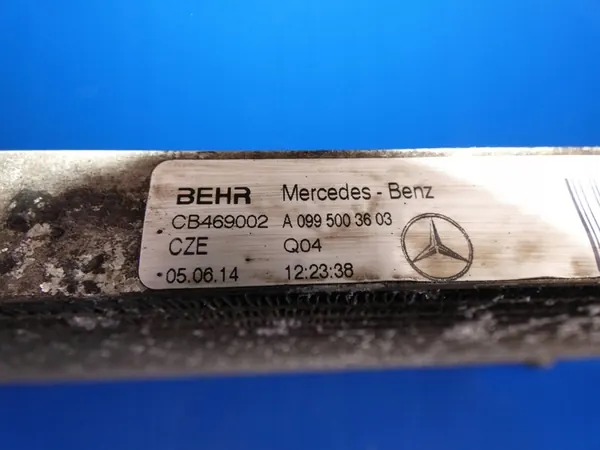 BEHR Mercedes - Benz
CB469002 A 099 500 36 03
CZE Q04
05.06.14 12:23:38